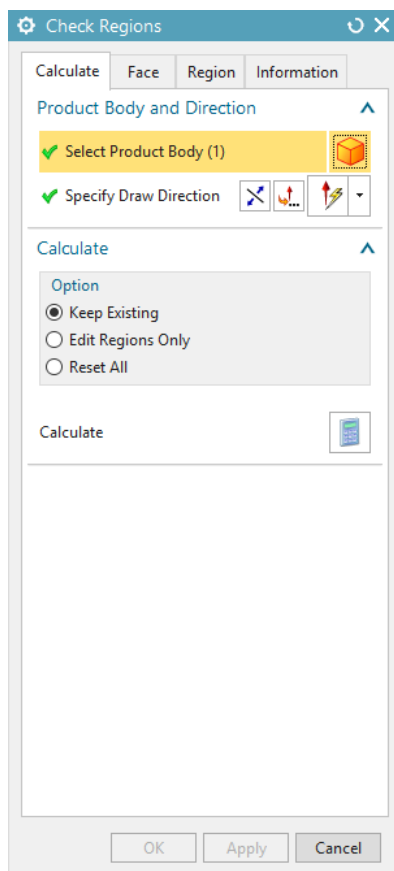 Check Regions
Calculate Face Region Information
Product Body and Direction
Select Product Body (1)
Specify Draw Direction
Calculate
Option
Keep Existing
Edit Regions Only
Reset All
Calculate
OK Apply Cancel